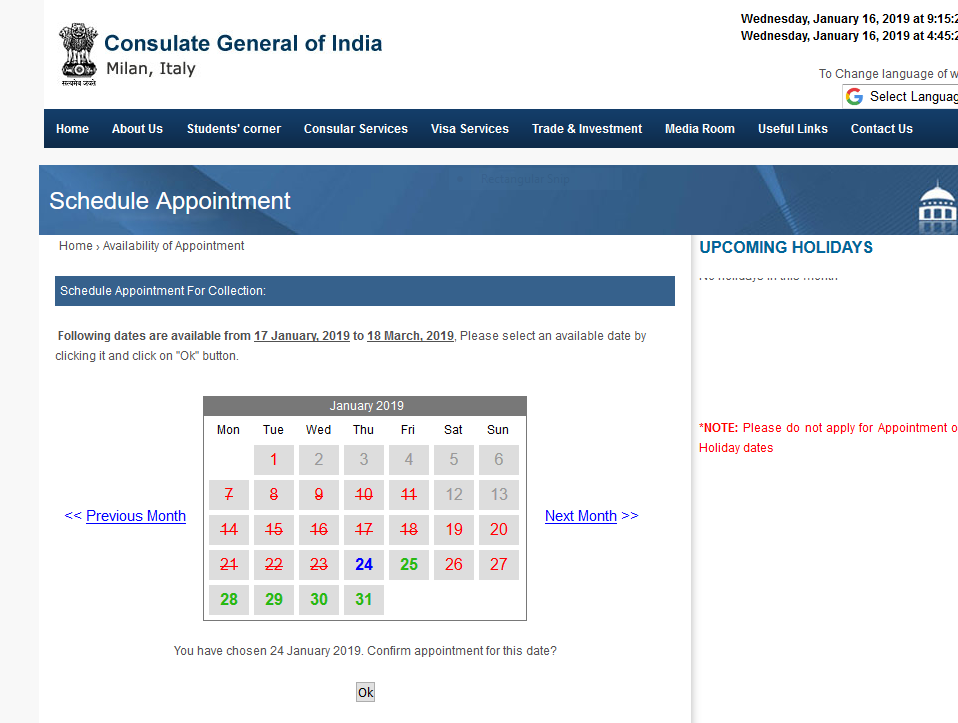 Wednesday, January 16, 2019 at 9:15:2
Wednesday, January 16, 2019 at 4:45:2
Consulate General of India
Milan, Italy
सत्यमेव जयते
To Change language of w
Select Languag
Home About Us Students' corner Consular Services Visa Services Trade & Investment Media Room Useful Links Contact Us
Schedule Appointment
Home › Availability of Appointment
UPCOMING HOLIDAYS
No holidays in this month
Schedule Appointment For Collection:
Following dates are available from 17 January, 2019 to 18 March, 2019, Please select an available date by
clicking it and click on "Ok" button.
January 2019
Mon Tue Wed Thu Fri Sat Sun
1 2 3 4 5 6
7 8 9 10 11 12 13
14 15 16 17 18 19 20
21 22 23 24 25 26 27
28 29 30 31
<< Previous Month
Next Month >>
*NOTE: Please do not apply for Appointment o
Holiday dates
You have chosen 24 January 2019. Confirm appointment for this date?
Ok